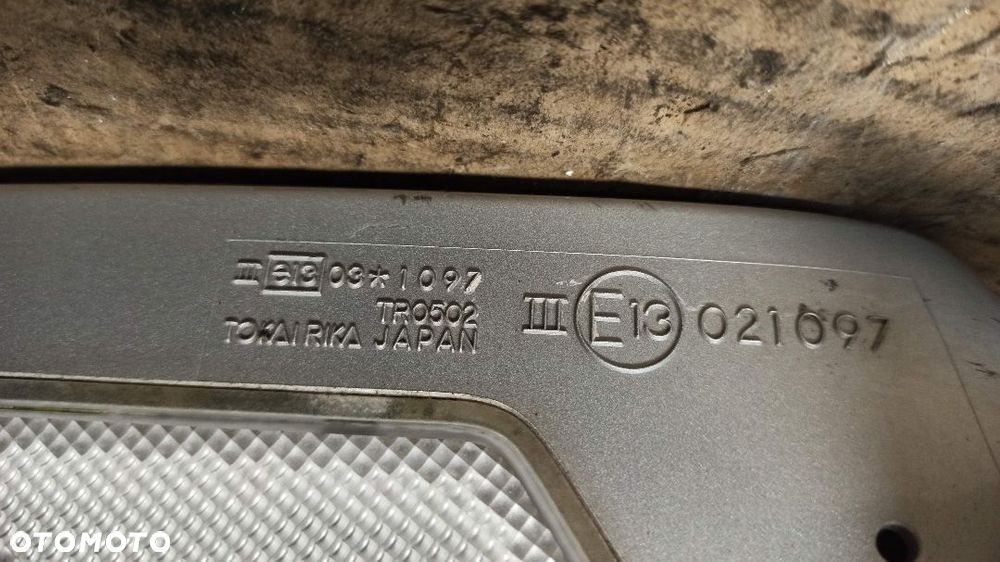 III e13 03*1097
TR0502
TOKAI RIKA JAPAN
III E13 021097
OTOMOTO